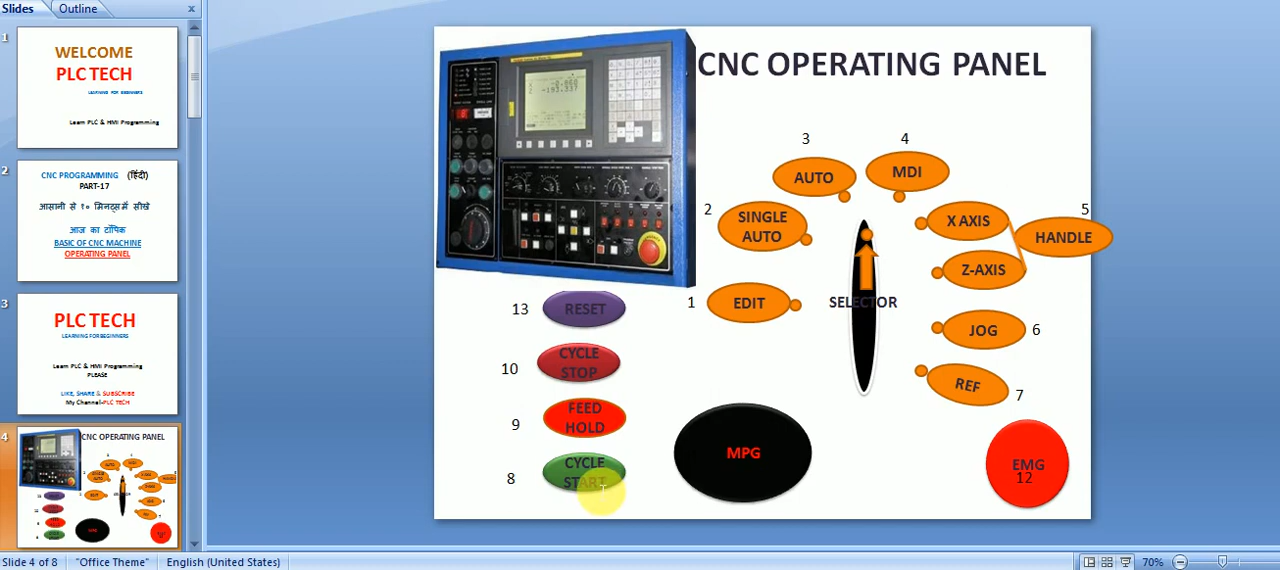 Slides
Outline
1
WELCOME
PLC TECH
LEARNING FOR BEGINNERS
Learn PLC & HMI Programming
2
CNC PROGRAMMING (हिंदी)
PART-17
आसानी से १० मिनट्स में सीखे
आज का टॉपिक
BASIC OF CNC MACHINE
OPERATING PANEL
3
PLC TECH
LEARNING FOR BEGINNERS
Learn PLC & HMI Programming
PLEASE
LIKE, SHARE & SUBSCRIBE
My Channel-PLC TECH
4
CNC OPERATING PANEL
CNC OPERATING PANEL
3
4
AUTO
MDI
2
SINGLE
AUTO
X AXIS
5
HANDLE
Z-AXIS
1
EDIT
SELECTOR
JOG
6
REF
7
13
RESET
10
CYCLE
STOP
9
FEED
HOLD
8
CYCLE
START
MPG
EMG
12
Slide 4 of 8
"Office Theme"
English (United States)
70%